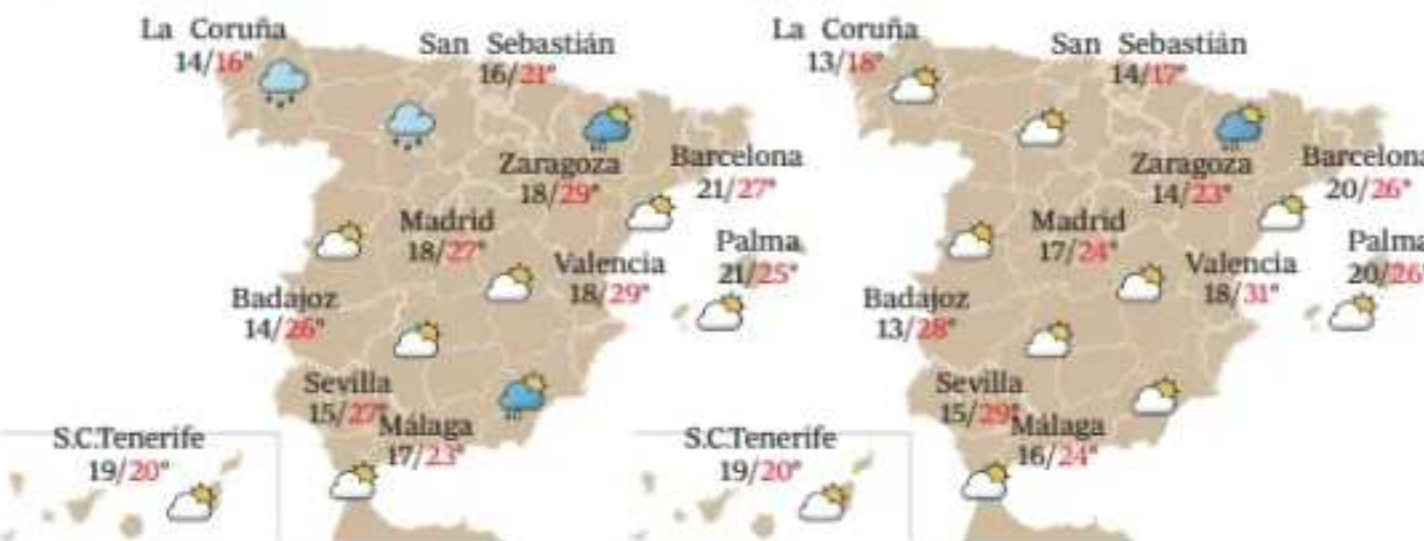 La Coruña
14/16°
San Sebastián
16/21°
Zaragoza
18/29°
Barcelona
21/27°
Madrid
18/27°
Palma
21/25°
Valencia
18/29°
Badajoz
14/26°
Sevilla
15/27°
Málaga
17/23°
S.C.Tenerife
19/20°
La Coruña
13/18°
San Sebastián
14/17°
Zaragoza
14/23°
Barcelona
20/26°
Madrid
17/24°
Palma
20/26°
Valencia
18/31°
Badajoz
13/28°
Sevilla
15/29°
Málaga
16/24°
S.C.Tenerife
19/20°